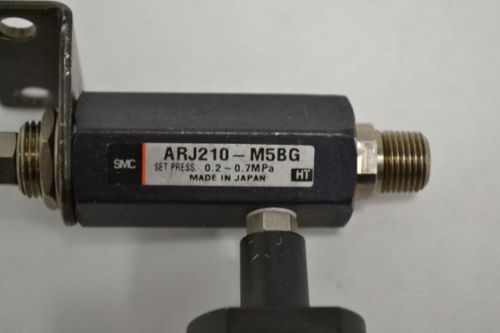 SMC
ARJ210-M5BG
SET PRESS. 0.2~0.7MPa
MADE IN JAPAN
HT